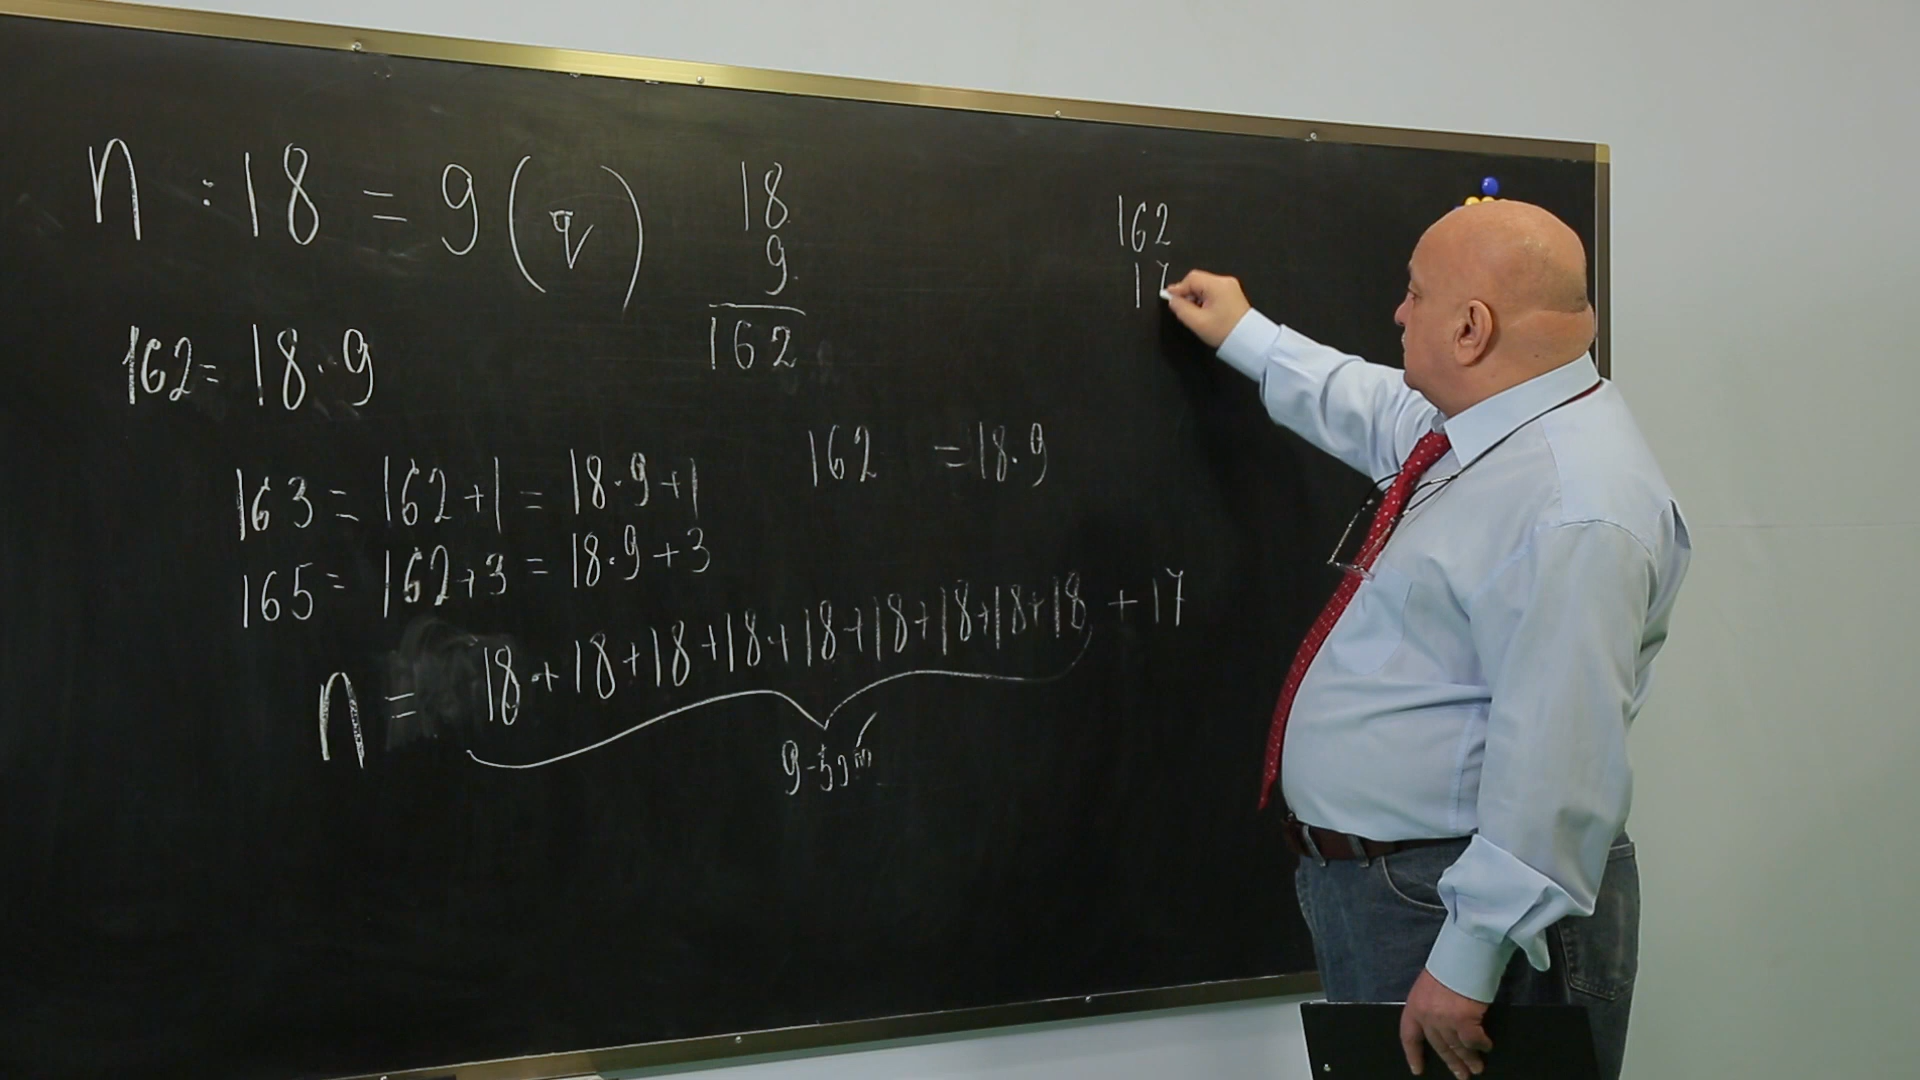 n : 18 = 9 (
18
9
162
162 = 18 · 9
162
17
162 = 18 · 9
163 = 162 + 1 = 18 · 9 + 1
165 = 162 + 3 = 18 · 9 + 3
n = 18 + 18 + 18 + 18 + 18 + 18 + 18 + 18 + 18 + 17